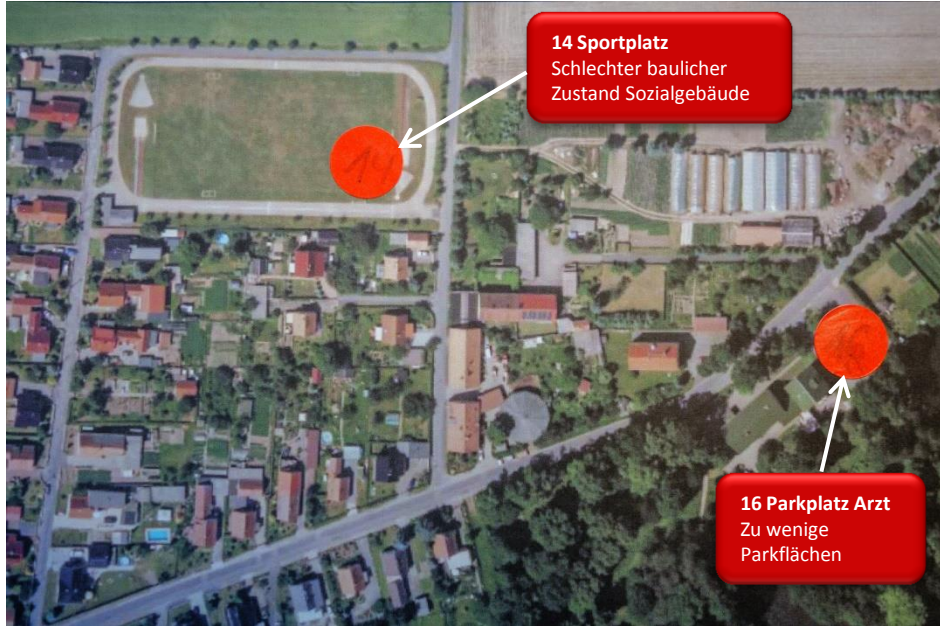 14 Sportplatz
Schlechter baulicher
Zustand Sozialgebäude
14
16 Parkplatz Arzt
Zu wenige
Parkflächen